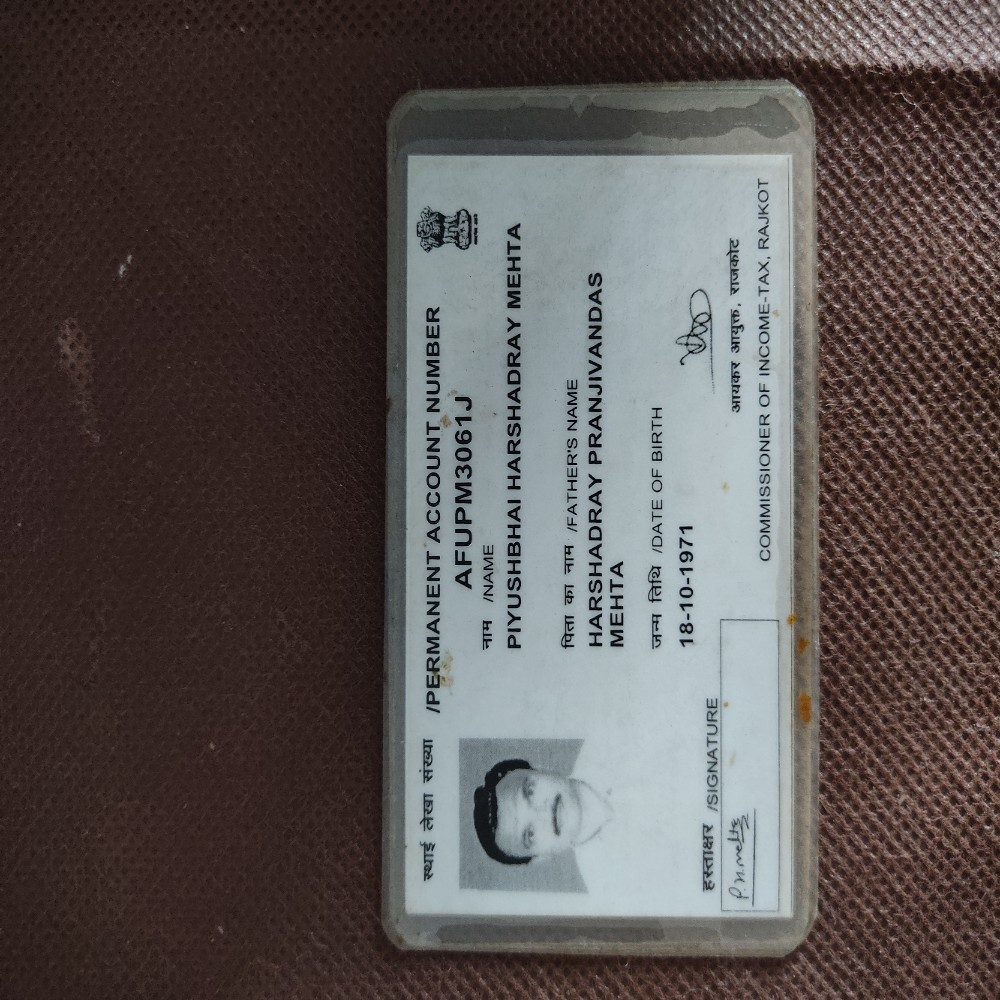 स्थाई लेखा संख्या /PERMANENT ACCOUNT NUMBER
AFUPM3061J
नाम /NAME
PIYUSHBHAI HARSHADRAY MEHTA
पिता का नाम /FATHER'S NAME
HARSHADRAY PRANJIVANDAS
MEHTA
जन्म तिथि /DATE OF BIRTH
18-10-1971
हस्ताक्षर /SIGNATURE
P.H.Mehta
आयकर आयुक्त, राजकोट
COMMISSIONER OF INCOME-TAX, RAJKOT